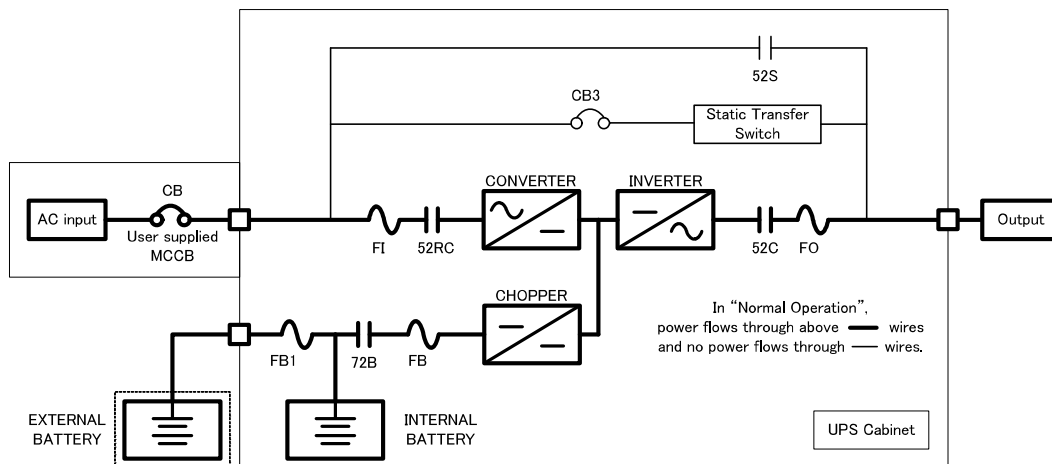 52S
CB3
Static Transfer
Switch
CB
CONVERTER
INVERTER
AC input
User supplied
MCCB
FI
52RC
52C
FO
Output
CHOPPER
In “Normal Operation”,
power flows through above wires
and no power flows through wires.
FB1
72B
FB
EXTERNAL
BATTERY
INTERNAL
BATTERY
UPS Cabinet